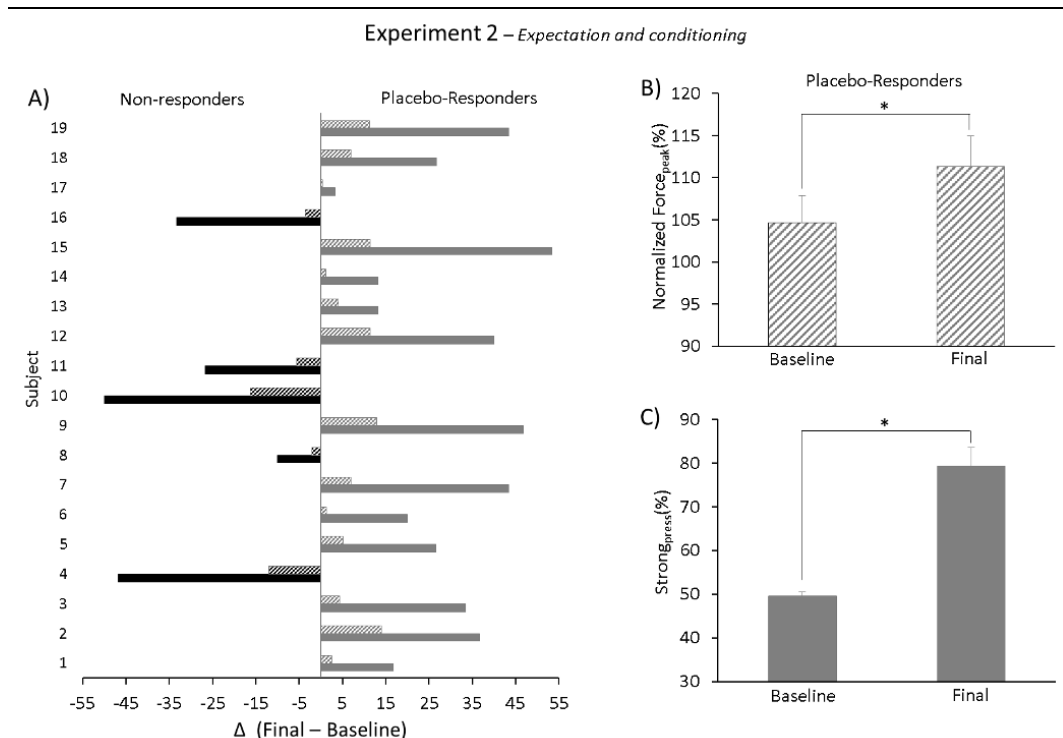 Experiment 2 – Expectation and conditioning
A)
Non-responders
Placebo-Responders
Subject
19
18
17
16
15
14
13
12
11
10
9
8
7
6
5
4
3
2
1
-55 -45 -35 -25 -15 -5 5 15 25 35 45 55
Δ (Final – Baseline)
B)
Placebo-Responders
Normalized Forcepeak(%)
120
115
110
105
100
95
90
*
Baseline Final
C)
Strongpress(%)
90
80
70
60
50
40
30
*
Baseline Final